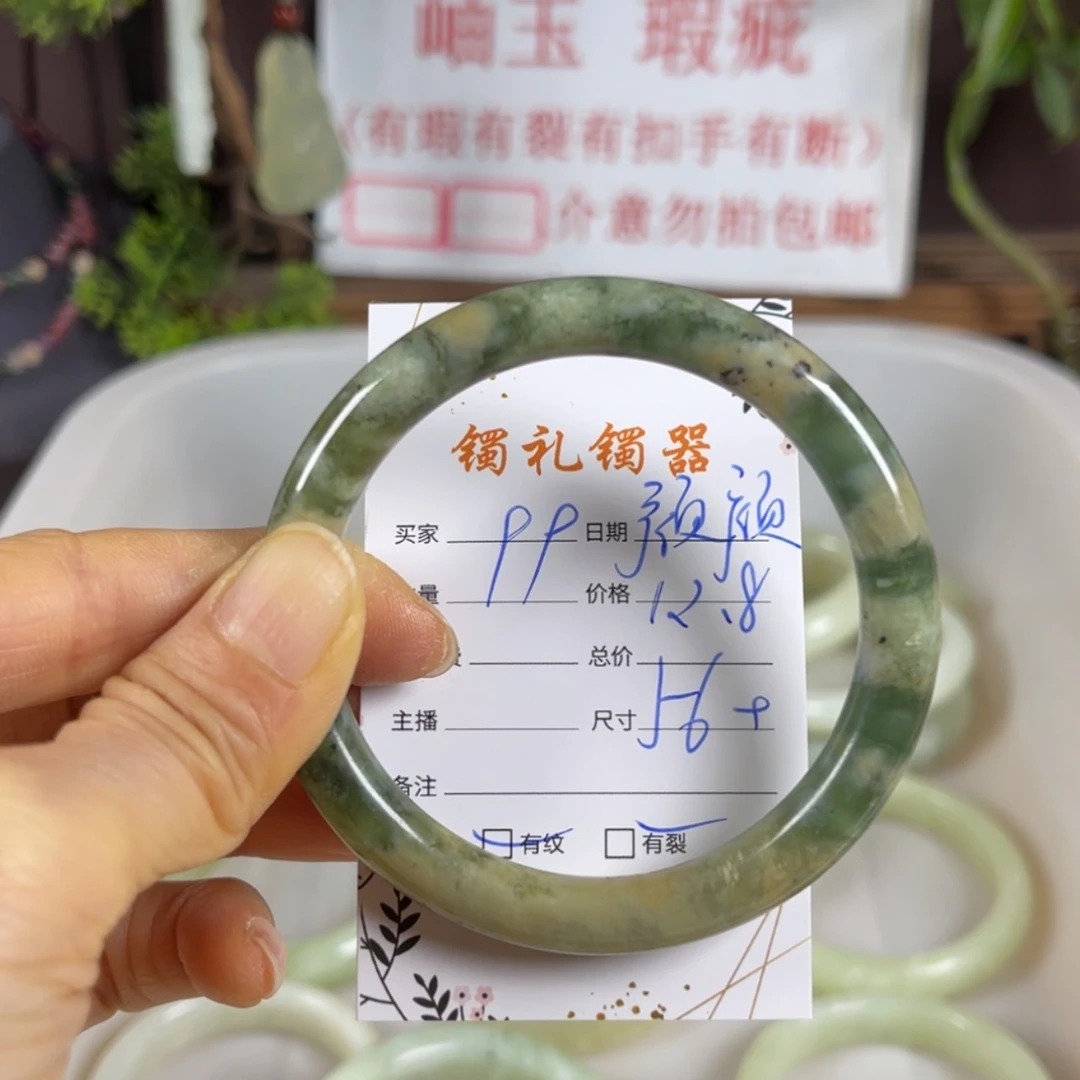 岫玉 瑕疵
（有瑕有裂有扣手有断）
介意勿拍包邮
镯礼镯器
买家 99 日期
量 价格 12.8
总价
主播 尺寸 56+
备注
有纹 有裂